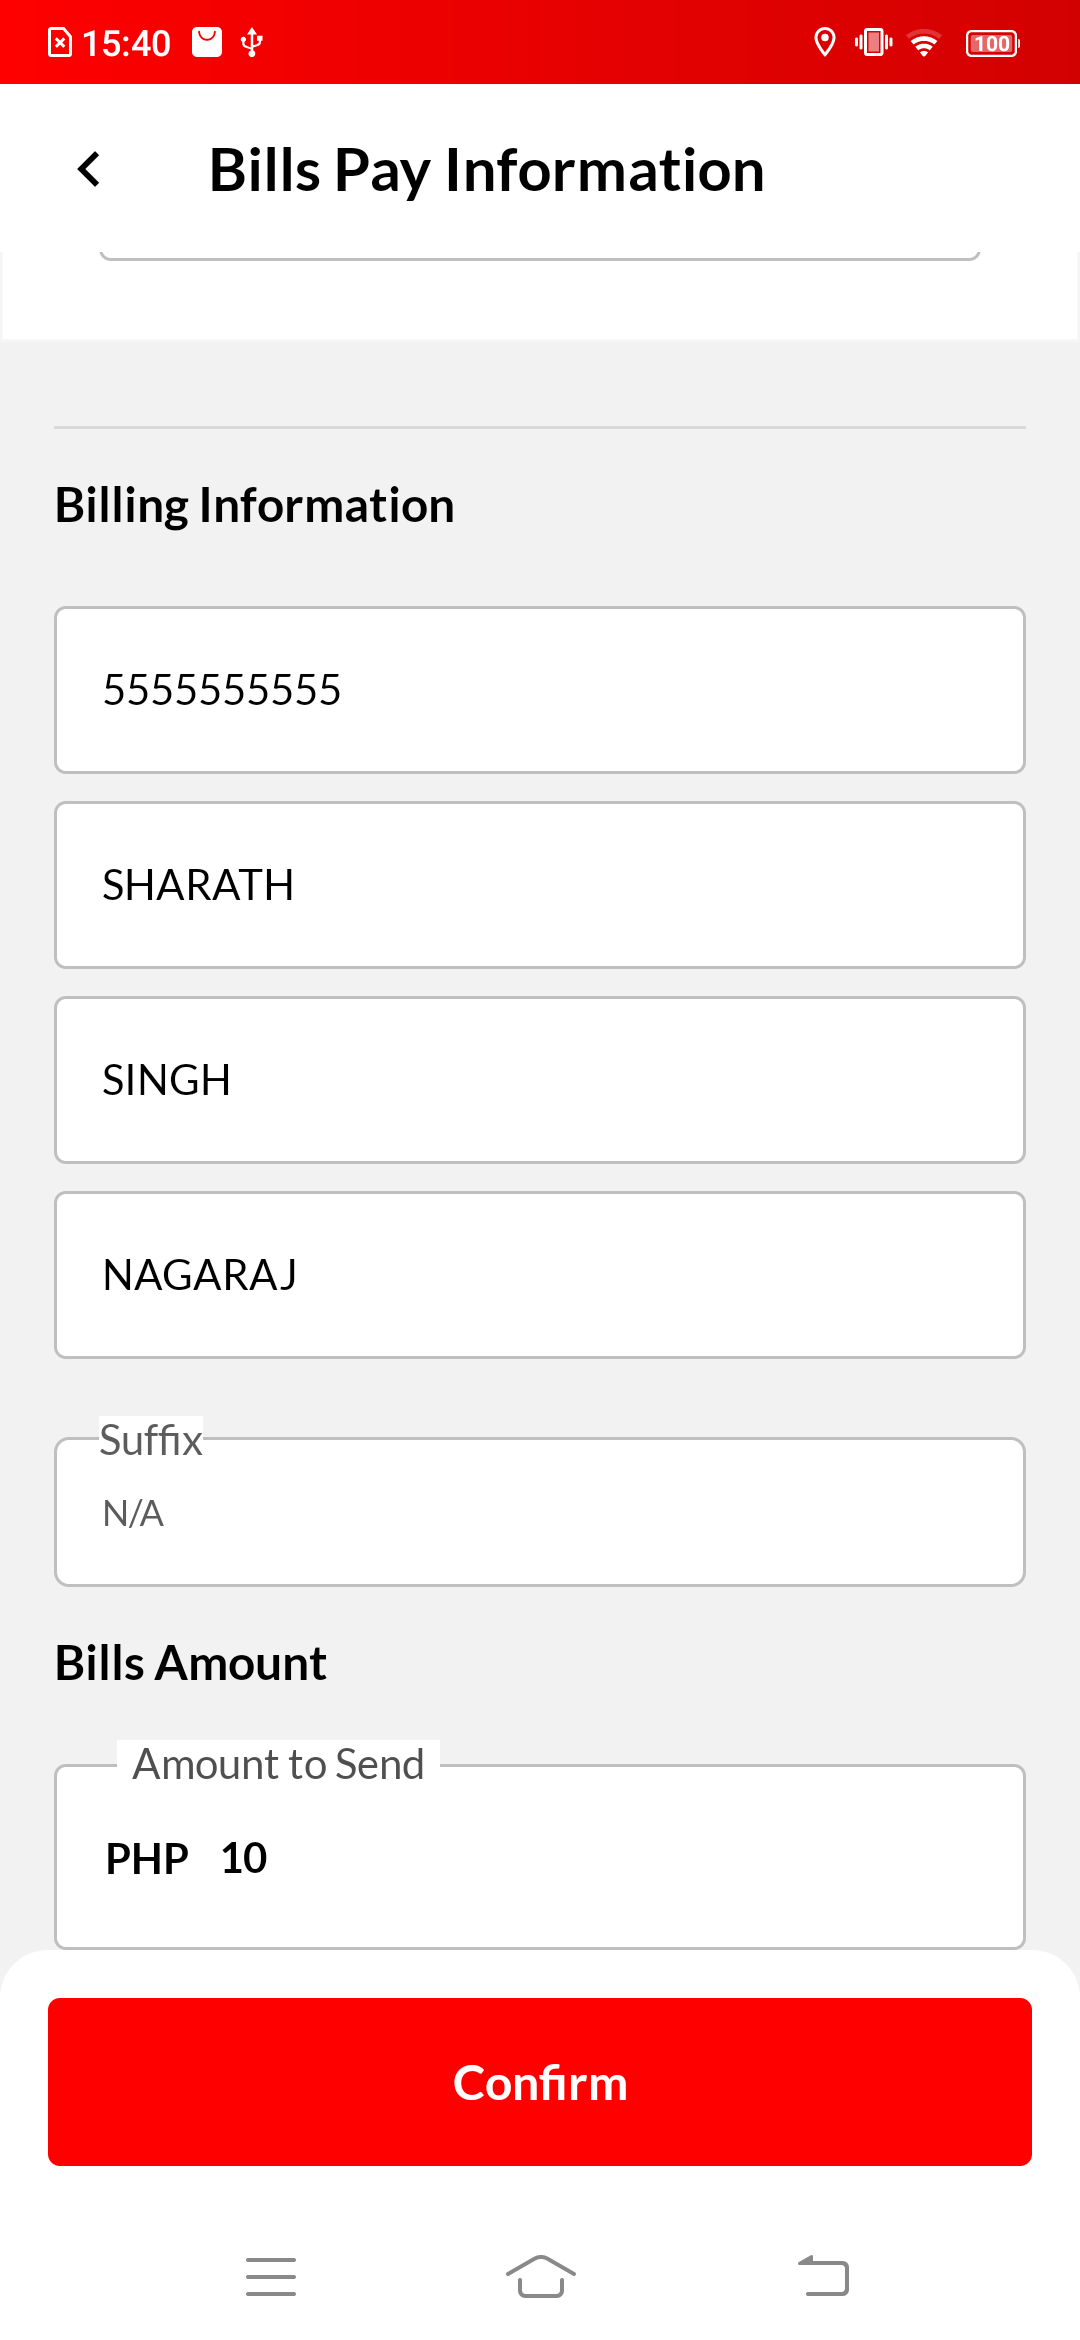 15:40
100
Bills Pay Information
Billing Information
5555555555
SHARATH
SINGH
NAGARAJ
Suffix
N/A
Bills Amount
Amount to Send
PHP 10
Confirm